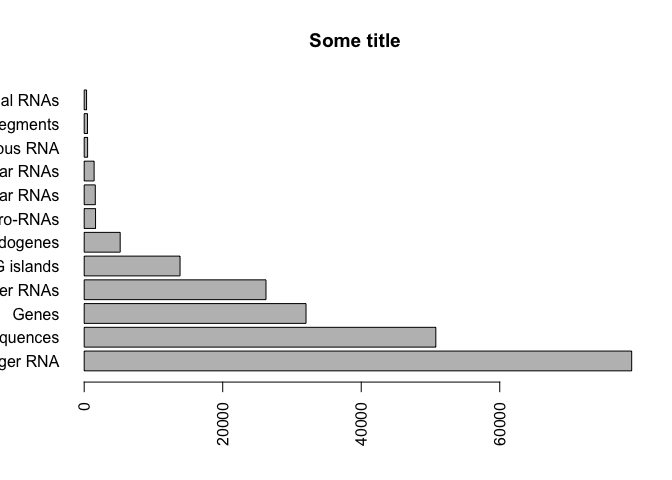 Some title
al RNAs
egments
ous RNA
ar RNAs
ar RNAs
ro-RNAs
dogenes
G islands
er RNAs
Genes
quences
ger RNA
0 20000 40000 60000